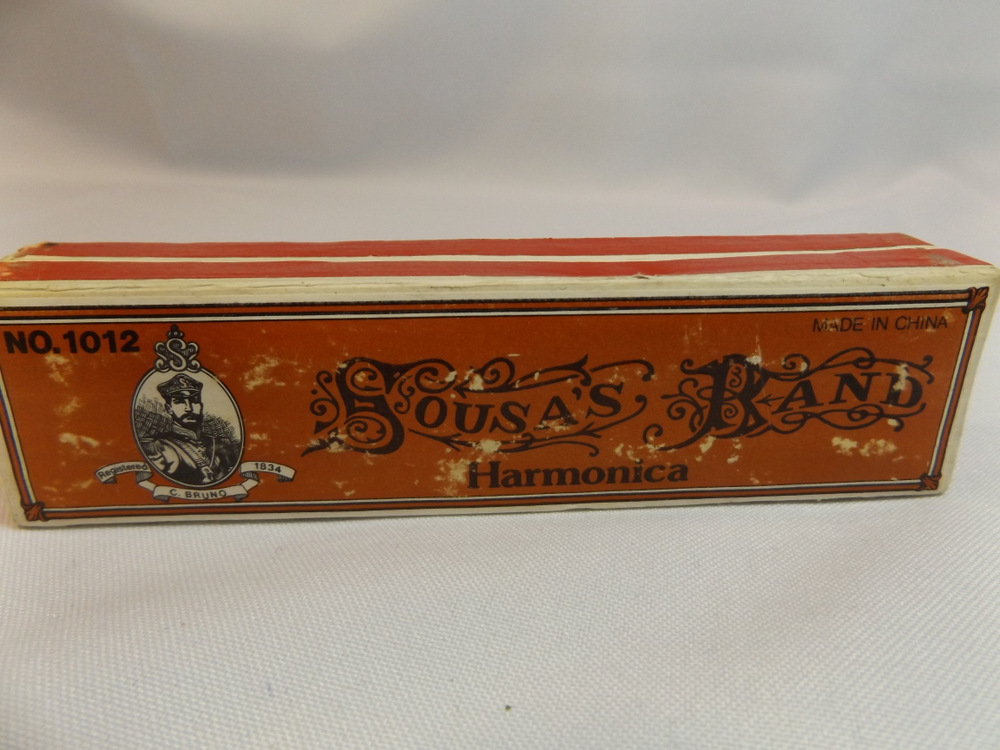 NO.1012
MADE IN CHINA
S
SOUSA'S BAND
Harmonica
Registered 1834
C. BRUNO